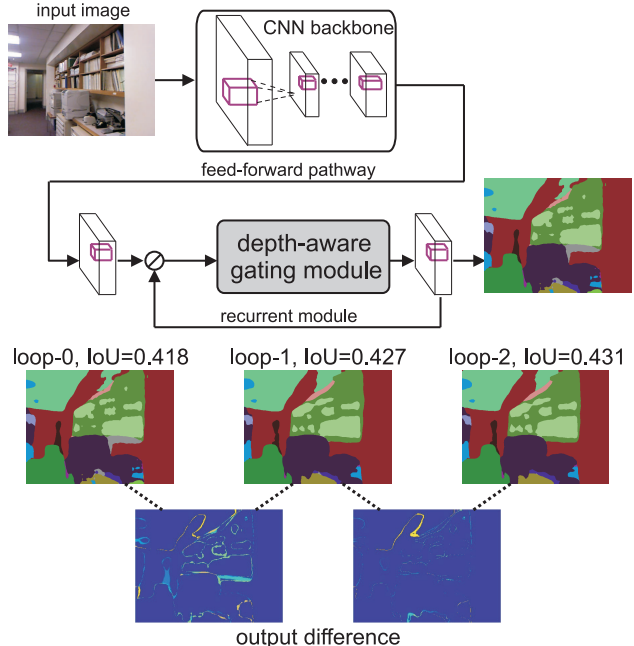 input image
CNN backbone
feed-forward pathway
depth-aware
gating module
recurrent module
loop-0, IoU=0.418
loop-1, IoU=0.427
loop-2, IoU=0.431
output difference